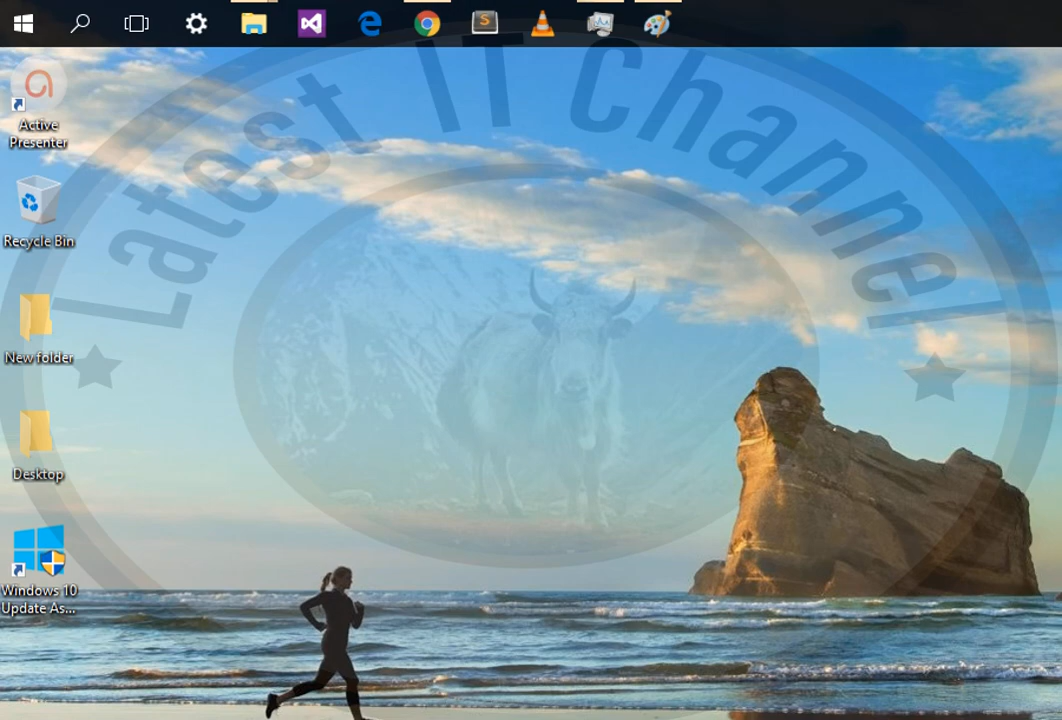 Latest IT Channel
Active
Presenter
Recycle Bin
New folder
Desktop
Windows 10
Update As...